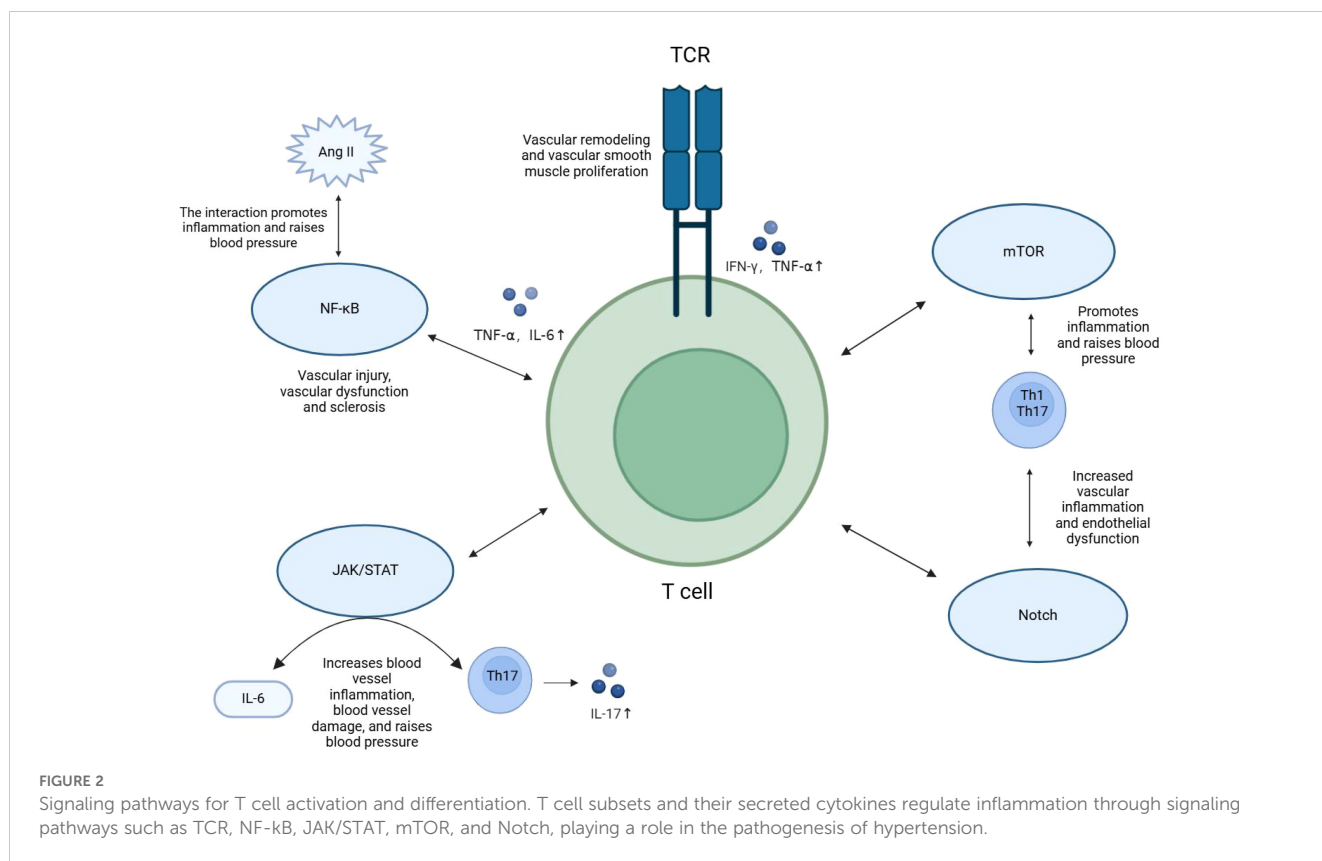 TCR
Vascular remodeling
and vascular smooth
muscle proliferation
IFN-γ, TNF-α↑
Ang II
The interaction promotes
inflammation and raises
blood pressure
NF-κB
TNF-α, IL-6↑
Vascular injury,
vascular dysfunction
and sclerosis
mTOR
Promotes
inflammation
and raises blood
pressure
Th1
Th17
Increased
vascular
inflammation
and endothelial
dysfunction
Notch
T cell
JAK/STAT
IL-6
Increases blood
vessel
inflammation,
blood vessel
damage, and raises
blood pressure
Th17
IL-17↑
FIGURE 2
Signaling pathways for T cell activation and differentiation. T cell subsets and their secreted cytokines regulate inflammation through signaling
pathways such as TCR, NF-kB, JAK/STAT, mTOR, and Notch, playing a role in the pathogenesis of hypertension.